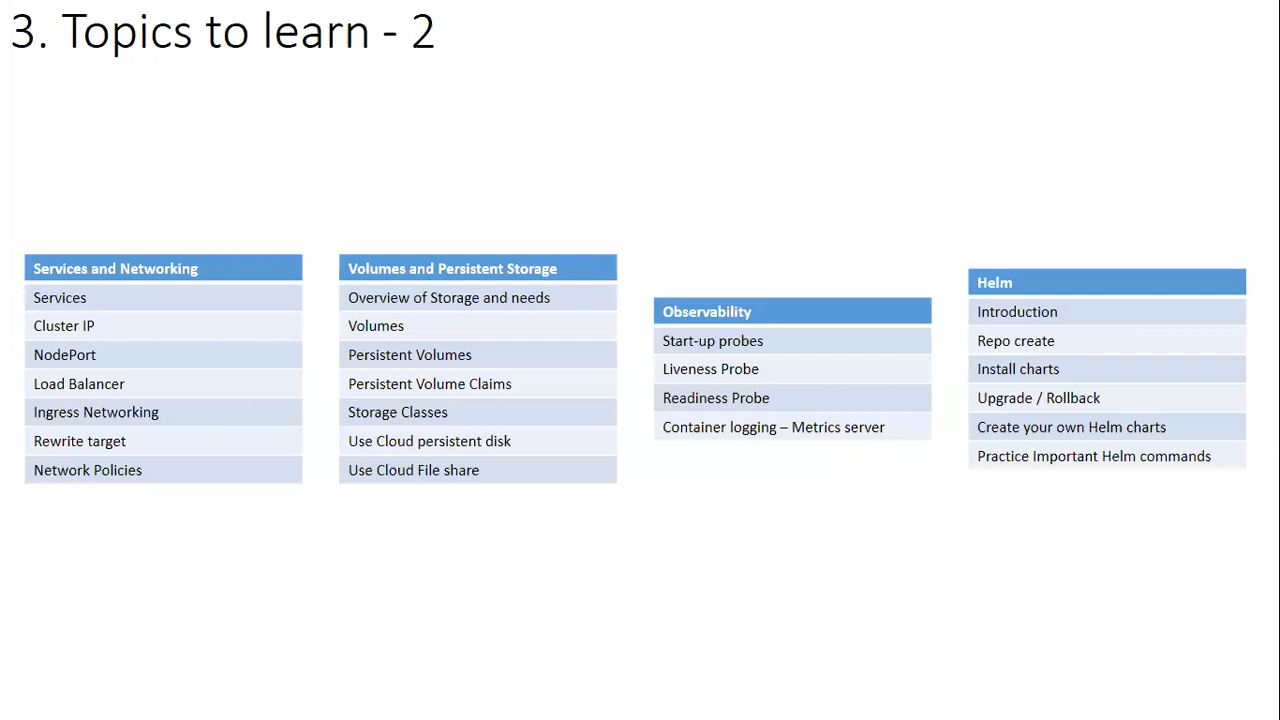 3. Topics to learn - 2
Services and Networking
Services
Cluster IP
NodePort
Load Balancer
Ingress Networking
Rewrite target
Network Policies
Volumes and Persistent Storage
Overview of Storage and needs
Volumes
Persistent Volumes
Persistent Volume Claims
Storage Classes
Use Cloud persistent disk
Use Cloud File share
Observability
Start-up probes
Liveness Probe
Readiness Probe
Container logging – Metrics server
Helm
Introduction
Repo create
Install charts
Upgrade / Rollback
Create your own Helm charts
Practice Important Helm commands